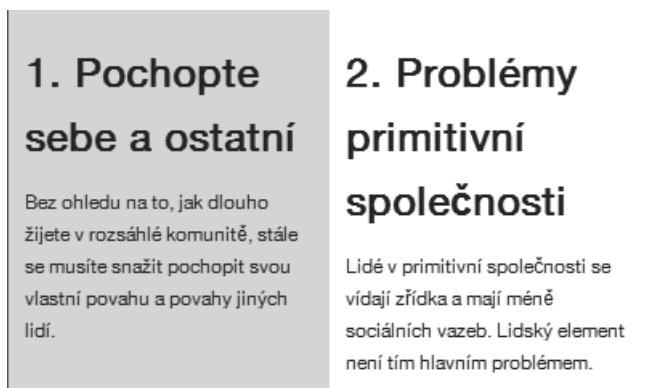 1. Pochopte
sebe a ostatní
Bez ohledu na to, jak dlouho
žijete v rozsáhlé komunitě, stále
se musíte snažit pochopit svou
vlastní povahu a povahy jiných
lidí.
2. Problémy
primitivní
společnosti
Lidé v primitivní společnosti se
vídají zřídka a mají méně
sociálních vazeb. Lidský element
není tím hlavním problémem.